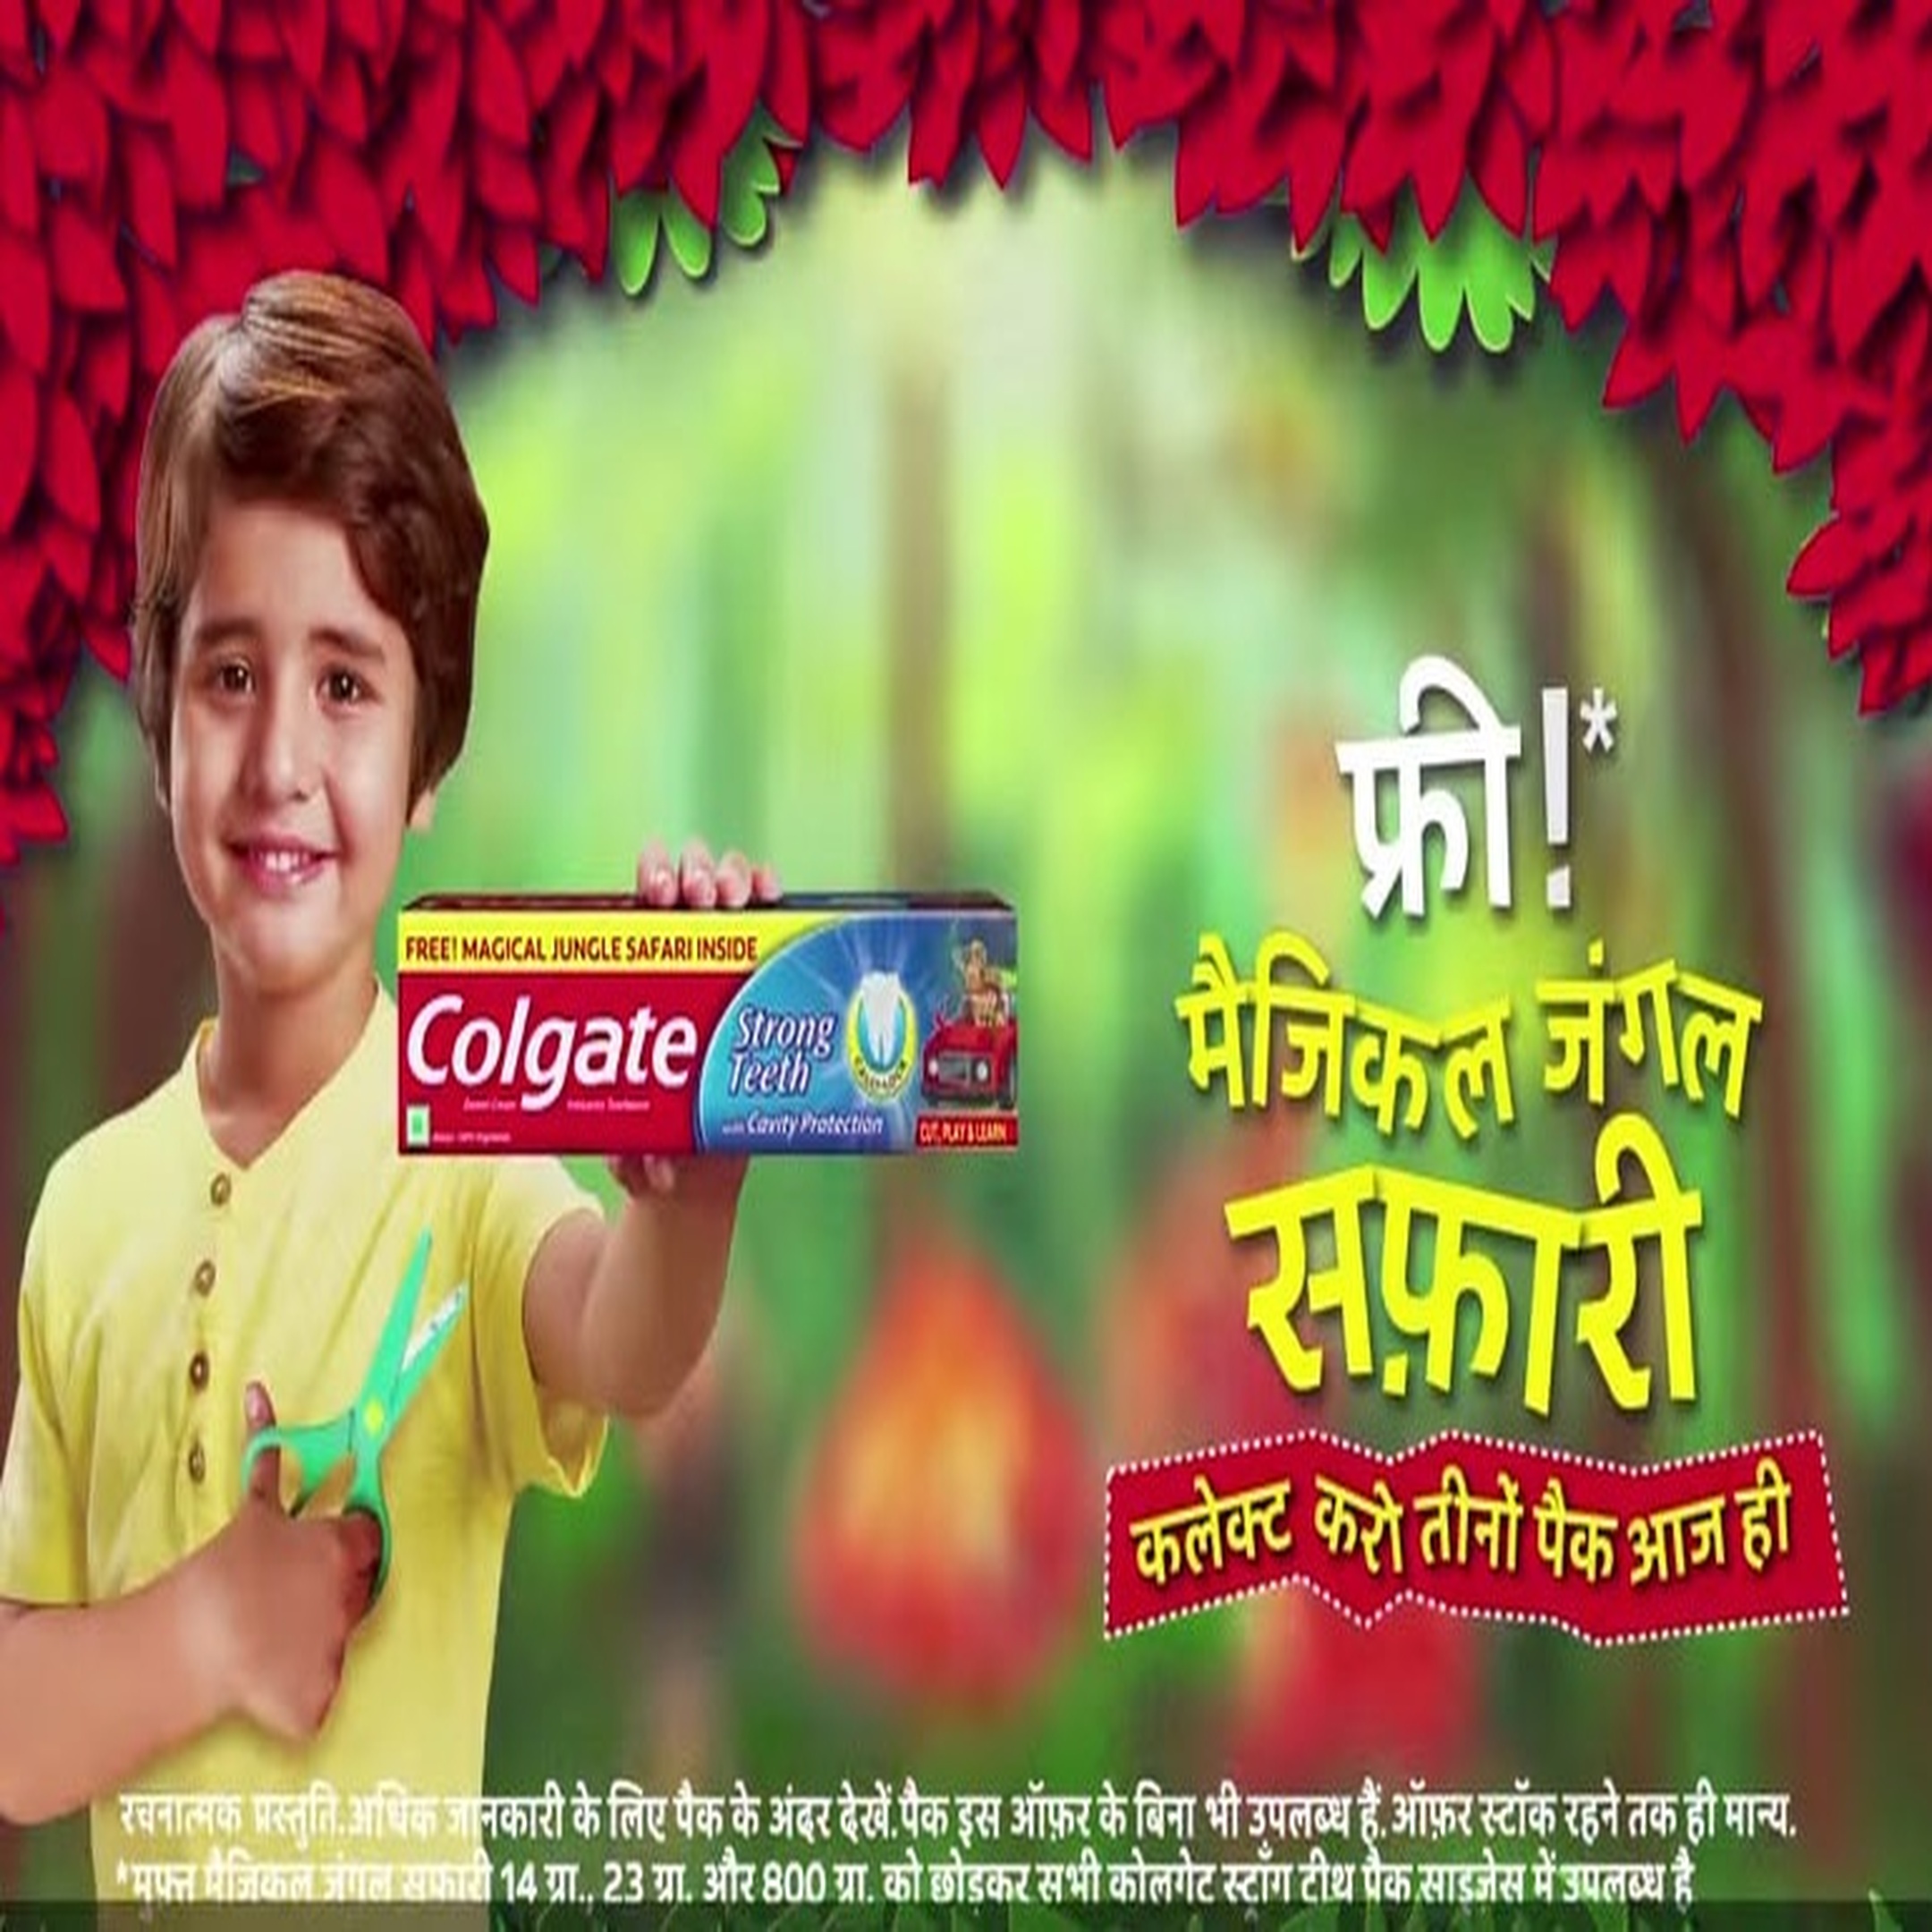 फ्री!*
मैजिकल जंगल
सफ़ारी
कलेक्ट करो तीनों पैक आज ही
FREE! MAGICAL JUNGLE SAFARI INSIDE
Colgate
Strong
Teeth
with Cavity Protection
CUT, PLAY & LEARN
रचनात्मक प्रस्तुति.अधिक जानकारी के लिए पैक के अंदर देखें.पैक इस ऑफ़र के बिना भी उपलब्ध हैं.ऑफ़र स्टॉक रहने तक ही मान्य.
*मुफ्त मैजिकल जंगल सफ़ारी 14 ग्रा., 23 ग्रा. और 800 ग्रा. को छोड़कर सभी कोलगेट स्ट्रॉंग टीथ पैक साइज़ेस में उपलब्ध है